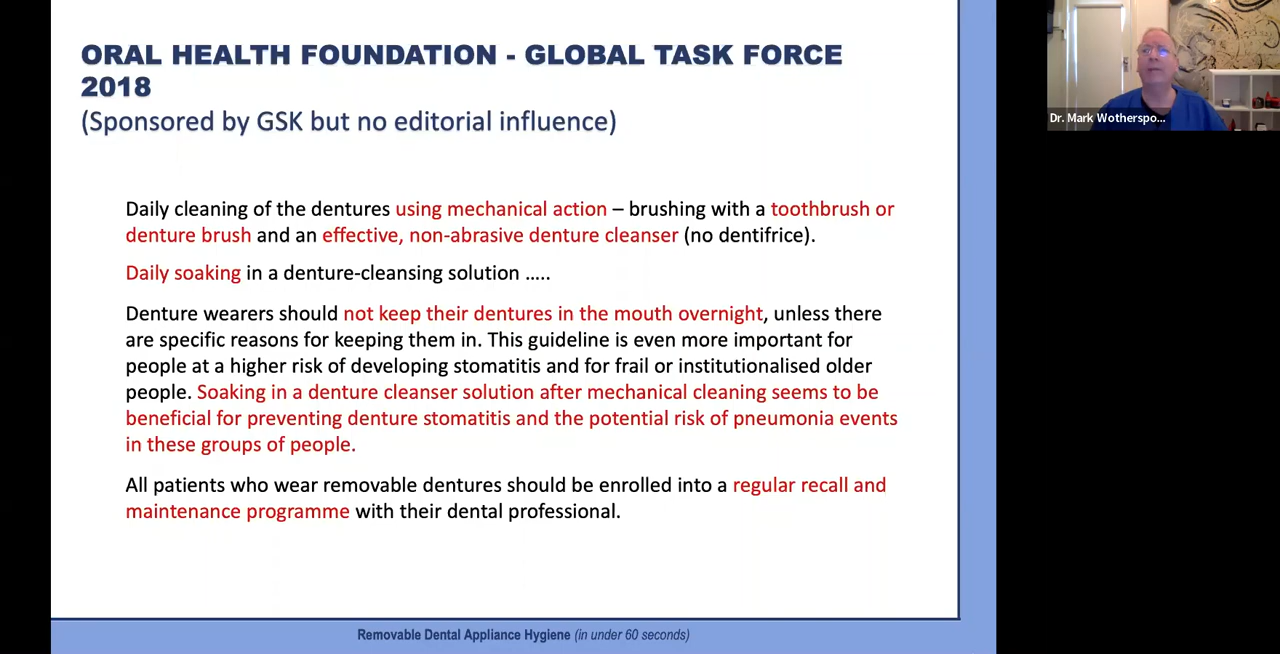 ORAL HEALTH FOUNDATION - GLOBAL TASK FORCE
2018
(Sponsored by GSK but no editorial influence)
Dr. Mark Wotherspo...
Daily cleaning of the dentures using mechanical action – brushing with a toothbrush or
denture brush and an effective, non-abrasive denture cleanser (no dentifrice).
Daily soaking in a denture-cleansing solution …..
Denture wearers should not keep their dentures in the mouth overnight, unless there
are specific reasons for keeping them in. This guideline is even more important for
people at a higher risk of developing stomatitis and for frail or institutionalised older
people. Soaking in a denture cleanser solution after mechanical cleaning seems to be
beneficial for preventing denture stomatitis and the potential risk of pneumonia events
in these groups of people.
All patients who wear removable dentures should be enrolled into a regular recall and
maintenance programme with their dental professional.
Removable Dental Appliance Hygiene (in under 60 seconds)